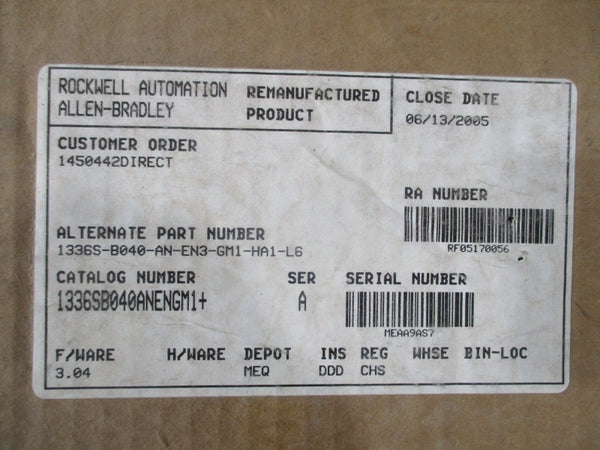 ROCKWELL AUTOMATION REMANUFACTURED
ALLEN-BRADLEY PRODUCT
CLOSE DATE
06/13/2005
CUSTOMER ORDER
1450442DIRECT
RA NUMBER
RF05170056
ALTERNATE PART NUMBER
1336S-B040-AN-EN3-GM1-HA1-L6
CATALOG NUMBER SER SERIAL NUMBER
1336SB040ANENGM1+ A
MEAA9AS7
F/WARE H/WARE DEPOT INS REG WHSE BIN-LOC
3.04 MEQ DDD CHS